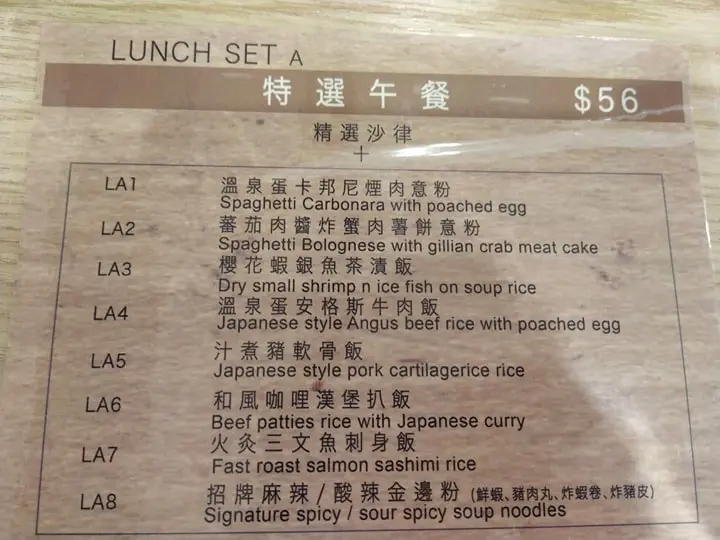 LUNCH SET A
特選午餐 $56
精選沙律
+
LA1 溫泉蛋卡邦尼煙肉意粉
Spaghetti Carbonara with poached egg
LA2 蕃茄肉醬炸蟹肉薯餅意粉
Spaghetti Bolognese with gillian crab meat cake
LA3 櫻花蝦銀魚茶漬飯
Dry small shrimp n ice fish on soup rice
LA4 溫泉蛋安格斯牛肉飯
Japanese style Angus beef rice with poached egg
LA5 汁煮豬軟骨飯
Japanese style pork cartilagerice rice
LA6 和風咖喱漢堡扒飯
Beef patties rice with Japanese curry
LA7 火灸三文魚刺身飯
Fast roast salmon sashimi rice
LA8 招牌麻辣/酸辣金邊粉 (鮮蝦、豬肉丸、炸蝦卷、炸豬皮)
Signature spicy / sour spicy soup noodles